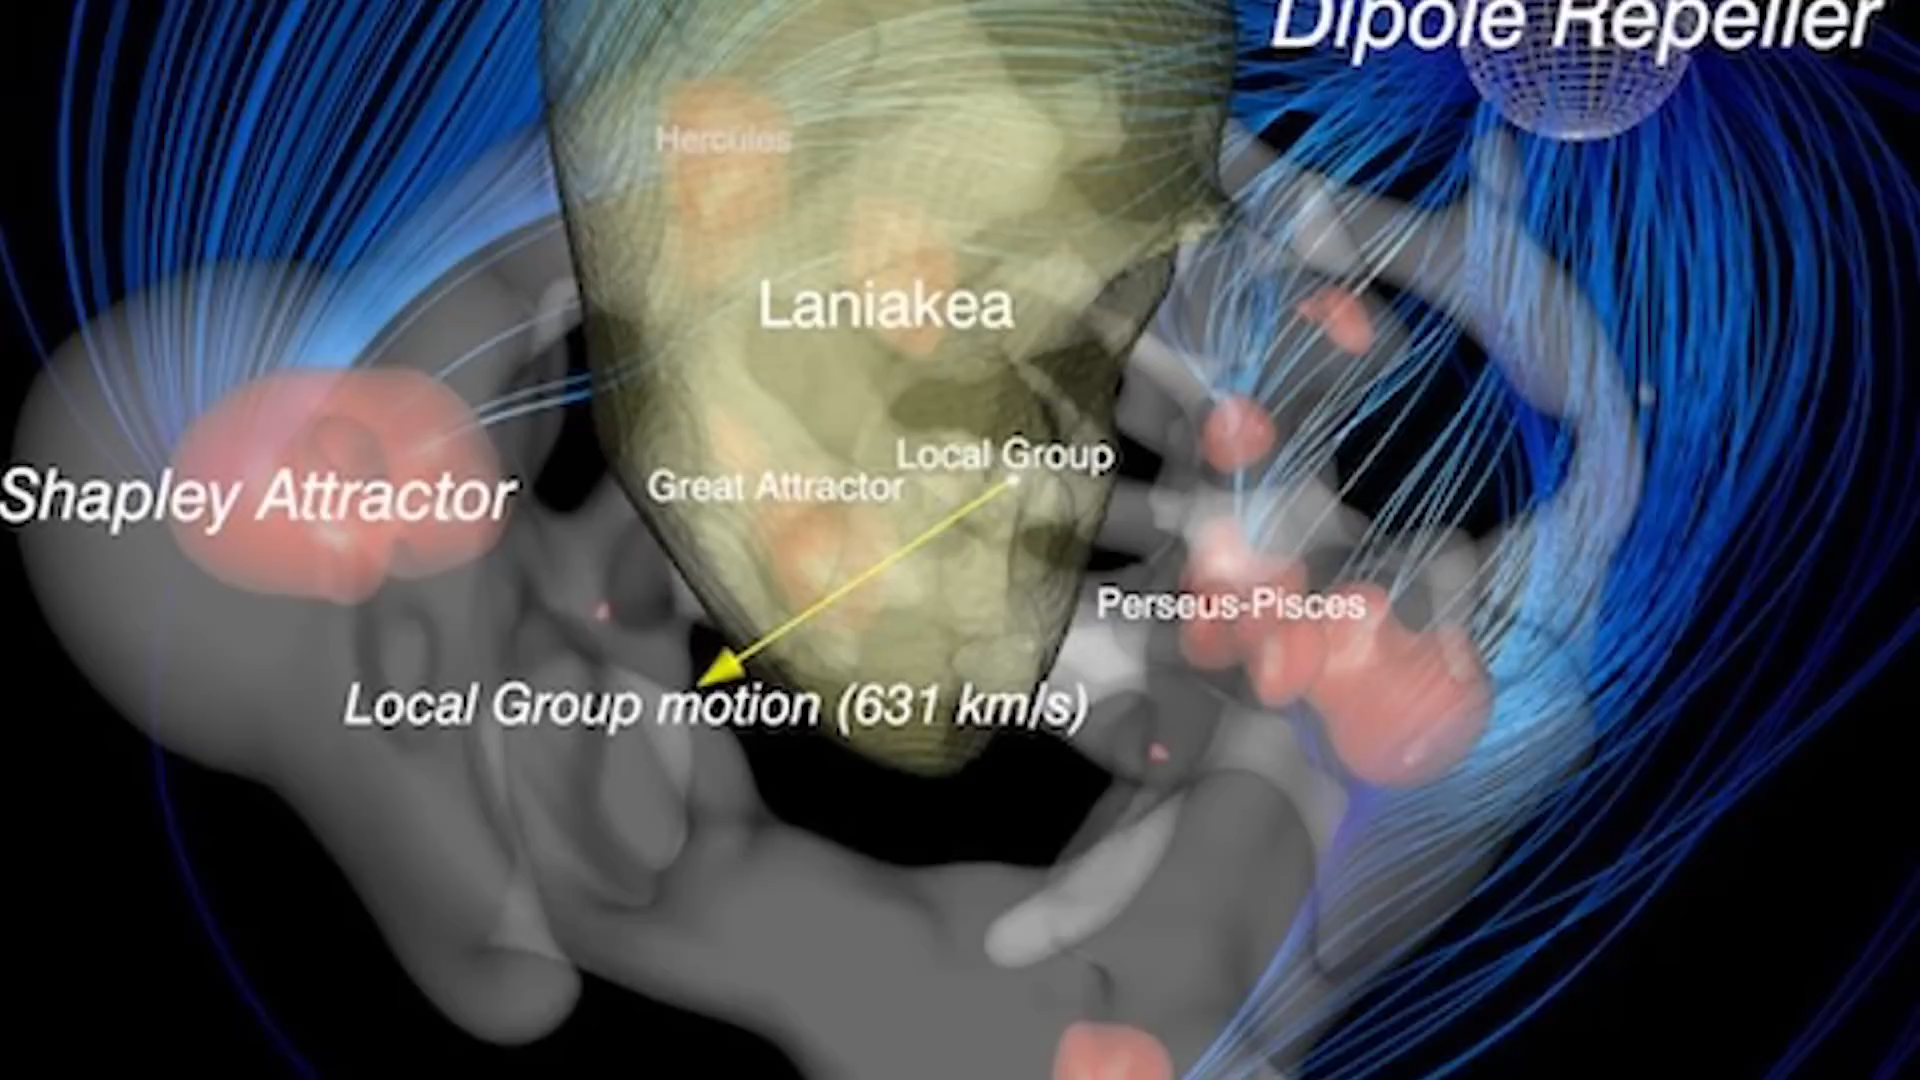 Dipole Repeller
Hercules
Laniakea
Local Group
Great Attractor
Shapley Attractor
Perseus-Pisces
Local Group motion (631 km/s)